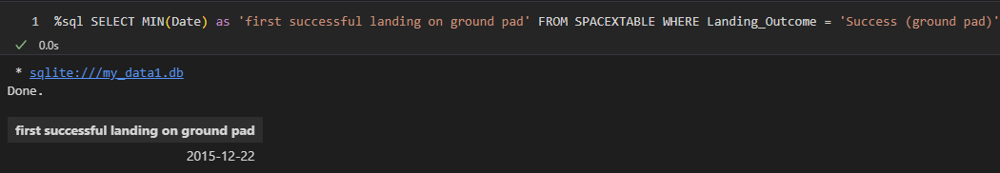 1 %sql SELECT MIN(Date) as 'first successful landing on ground pad' FROM SPACEXTABLE WHERE Landing_Outcome = 'Success (ground pad)'
✓ 0.0s
* sqlite:///my_data1.db
Done.
first successful landing on ground pad
2015-12-22